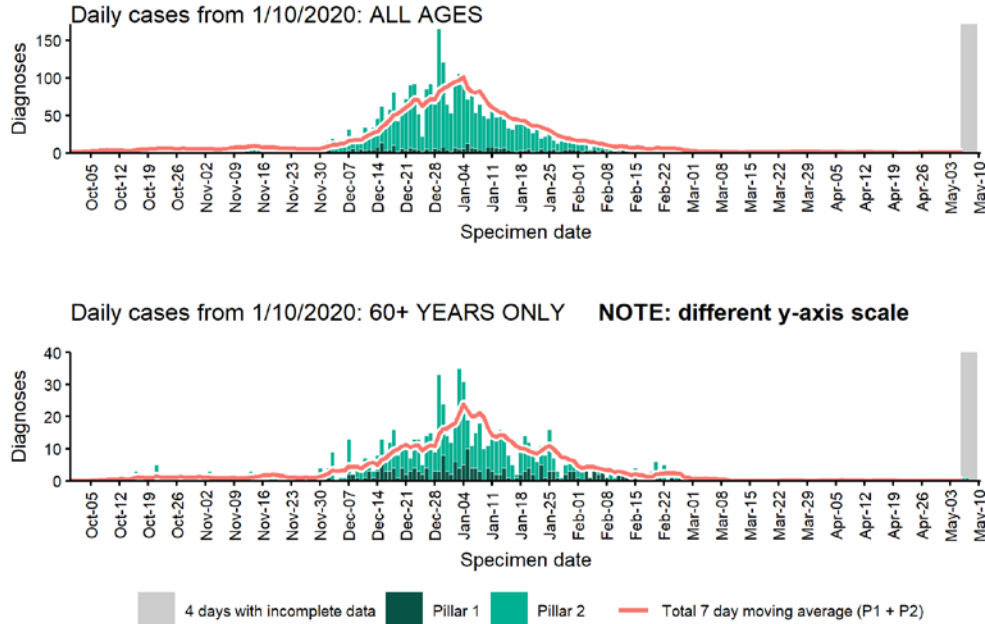 Daily cases from 1/10/2020: ALL AGES
Diagnoses
150
100
50
0
Oct-05 Oct-12 Oct-19 Oct-26 Nov-02 Nov-09 Nov-16 Nov-23 Nov-30 Dec-07 Dec-14 Dec-21 Dec-28 Jan-04 Jan-11 Jan-18 Jan-25 Feb-01 Feb-08 Feb-15 Feb-22 Mar-01 Mar-08 Mar-15 Mar-22 Mar-29 Apr-05 Apr-12 Apr-19 Apr-26 May-03 May-10
Specimen date
Daily cases from 1/10/2020: 60+ YEARS ONLY NOTE: different y-axis scale
Diagnoses
40
30
20
10
0
Oct-05 Oct-12 Oct-19 Oct-26 Nov-02 Nov-09 Nov-16 Nov-23 Nov-30 Dec-07 Dec-14 Dec-21 Dec-28 Jan-04 Jan-11 Jan-18 Jan-25 Feb-01 Feb-08 Feb-15 Feb-22 Mar-01 Mar-08 Mar-15 Mar-22 Mar-29 Apr-05 Apr-12 Apr-19 Apr-26 May-03 May-10
Specimen date
4 days with incomplete data Pillar 1 Pillar 2 Total 7 day moving average (P1 + P2)